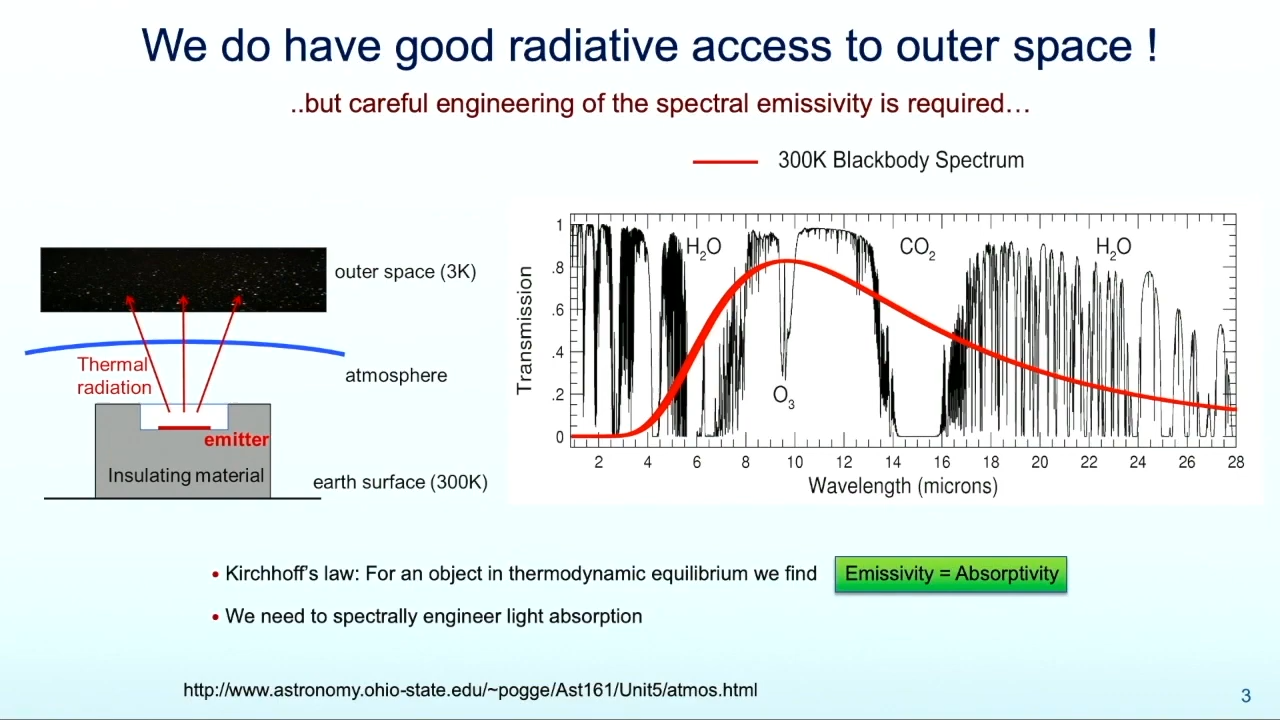 We do have good radiative access to outer space !
..but careful engineering of the spectral emissivity is required…
300K Blackbody Spectrum
outer space (3K)
Thermal
radiation
atmosphere
emitter
Insulating material
earth surface (300K)
H2O
CO2
H2O
O3
Transmission
1
.8
.6
.4
.2
0
2 4 6 8 10 12 14 16 18 20 22 24 26 28
Wavelength (microns)
• Kirchhoff's law: For an object in thermodynamic equilibrium we find
Emissivity = Absorptivity
• We need to spectrally engineer light absorption
http://www.astronomy.ohio-state.edu/~pogge/Ast161/Unit5/atmos.html
3